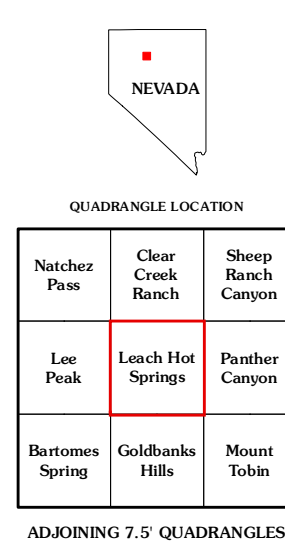 NEVADA
QUADRANGLE LOCATION
Natchez
Pass
Clear
Creek
Ranch
Sheep
Ranch
Canyon
Lee
Peak
Leach Hot
Springs
Panther
Canyon
Bartomes
Spring
Goldbanks
Hills
Mount
Tobin
ADJOINING 7.5' QUADRANGLES